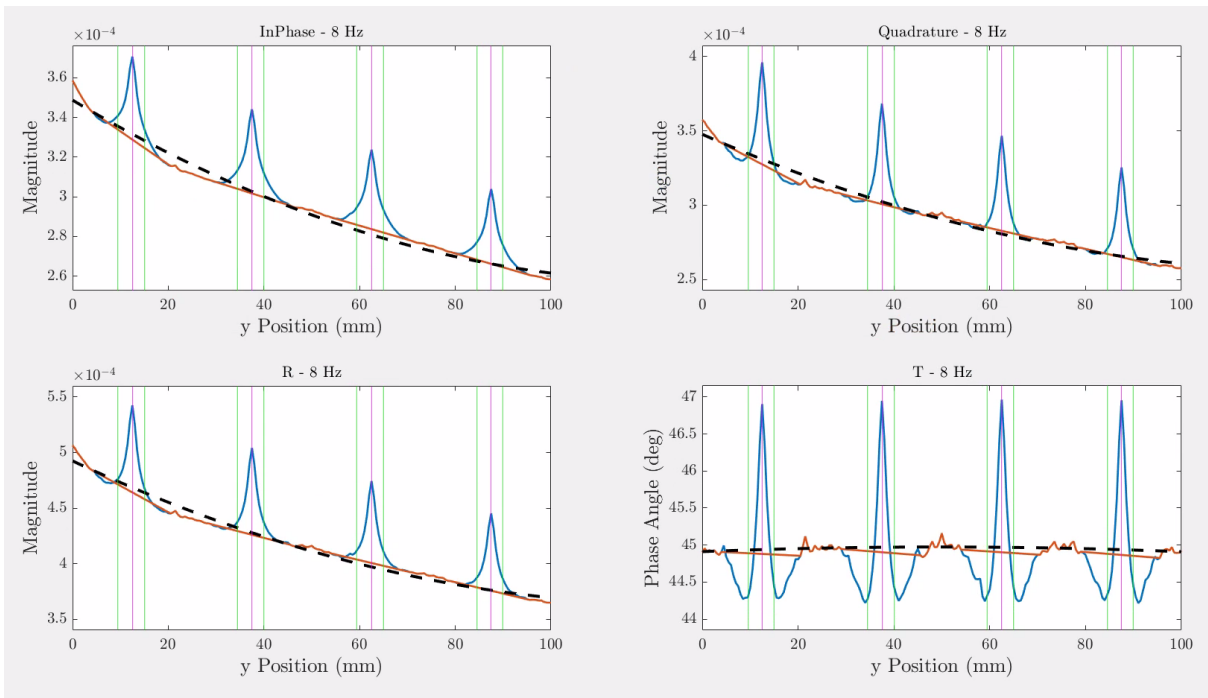 InPhase - 8 Hz
×10⁻⁴
3.6
3.4
3.2
3
2.8
2.6
Magnitude
0 20 40 60 80 100
y Position (mm)
Quadrature - 8 Hz
×10⁻⁴
4
3.5
3
2.5
Magnitude
0 20 40 60 80 100
y Position (mm)
R - 8 Hz
×10⁻⁴
5.5
5
4.5
4
3.5
Magnitude
0 20 40 60 80 100
y Position (mm)
T - 8 Hz
47
46.5
46
45.5
45
44.5
44
Phase Angle (deg)
0 20 40 60 80 100
y Position (mm)